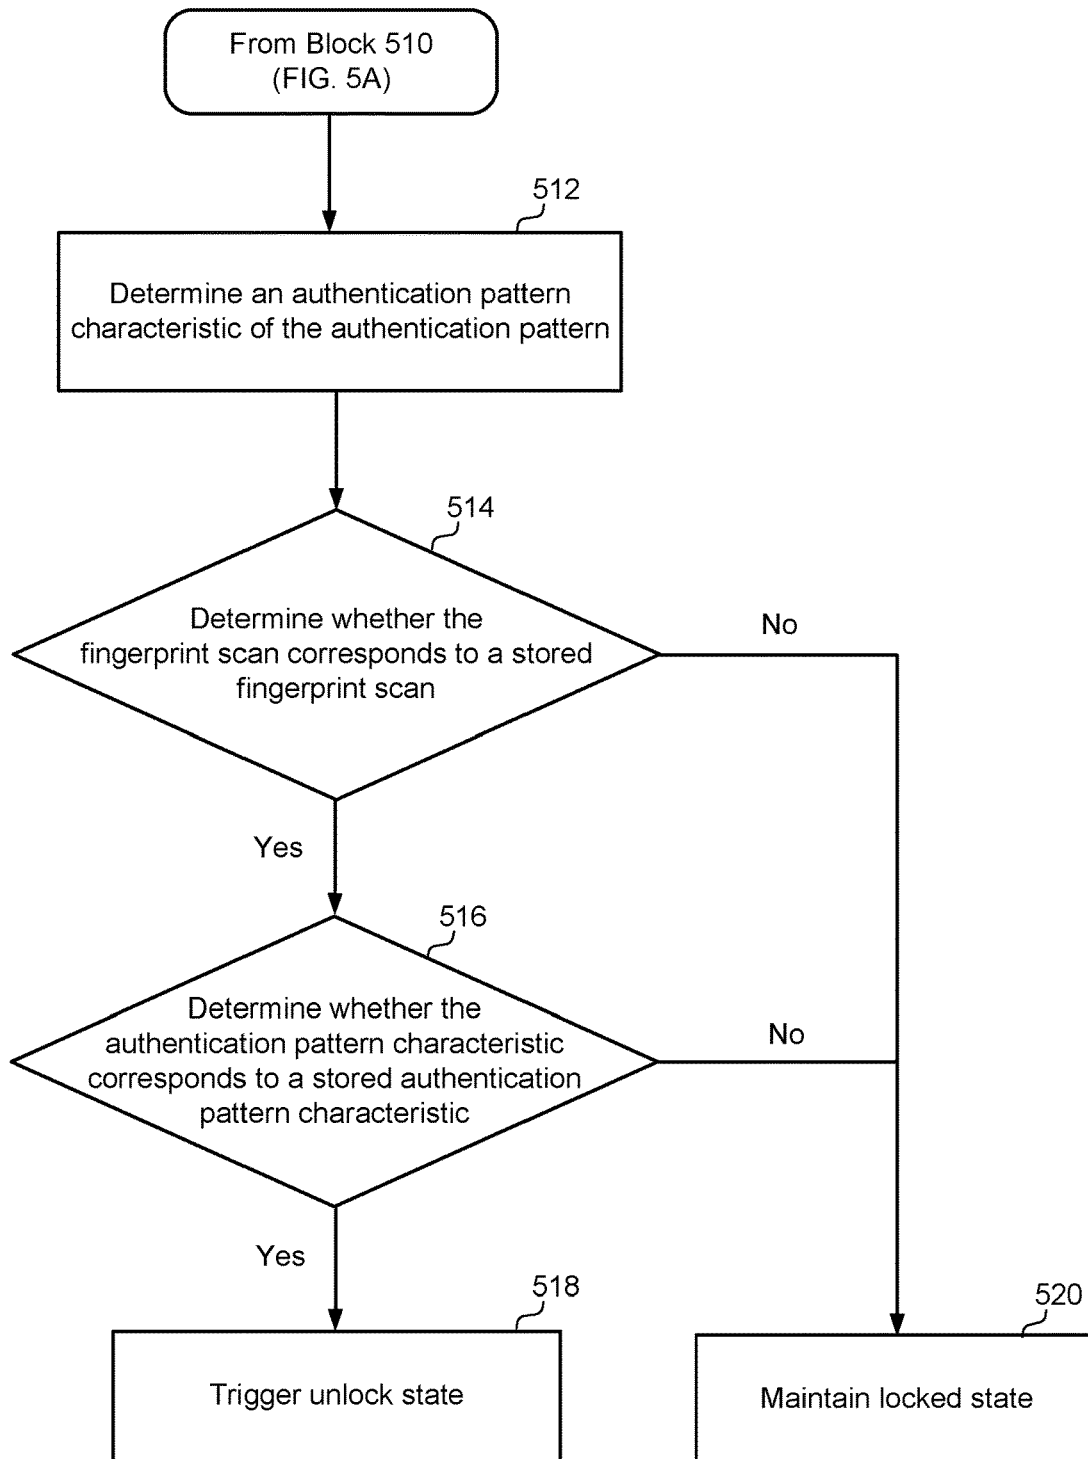 From Block 510
(FIG. 5A)
512
Determine an authentication pattern
characteristic of the authentication pattern
514
Determine whether the
fingerprint scan corresponds to a stored
fingerprint scan
No
Yes
516
Determine whether the
authentication pattern characteristic
corresponds to a stored authentication
pattern characteristic
No
Yes
518
Trigger unlock state
520
Maintain locked state